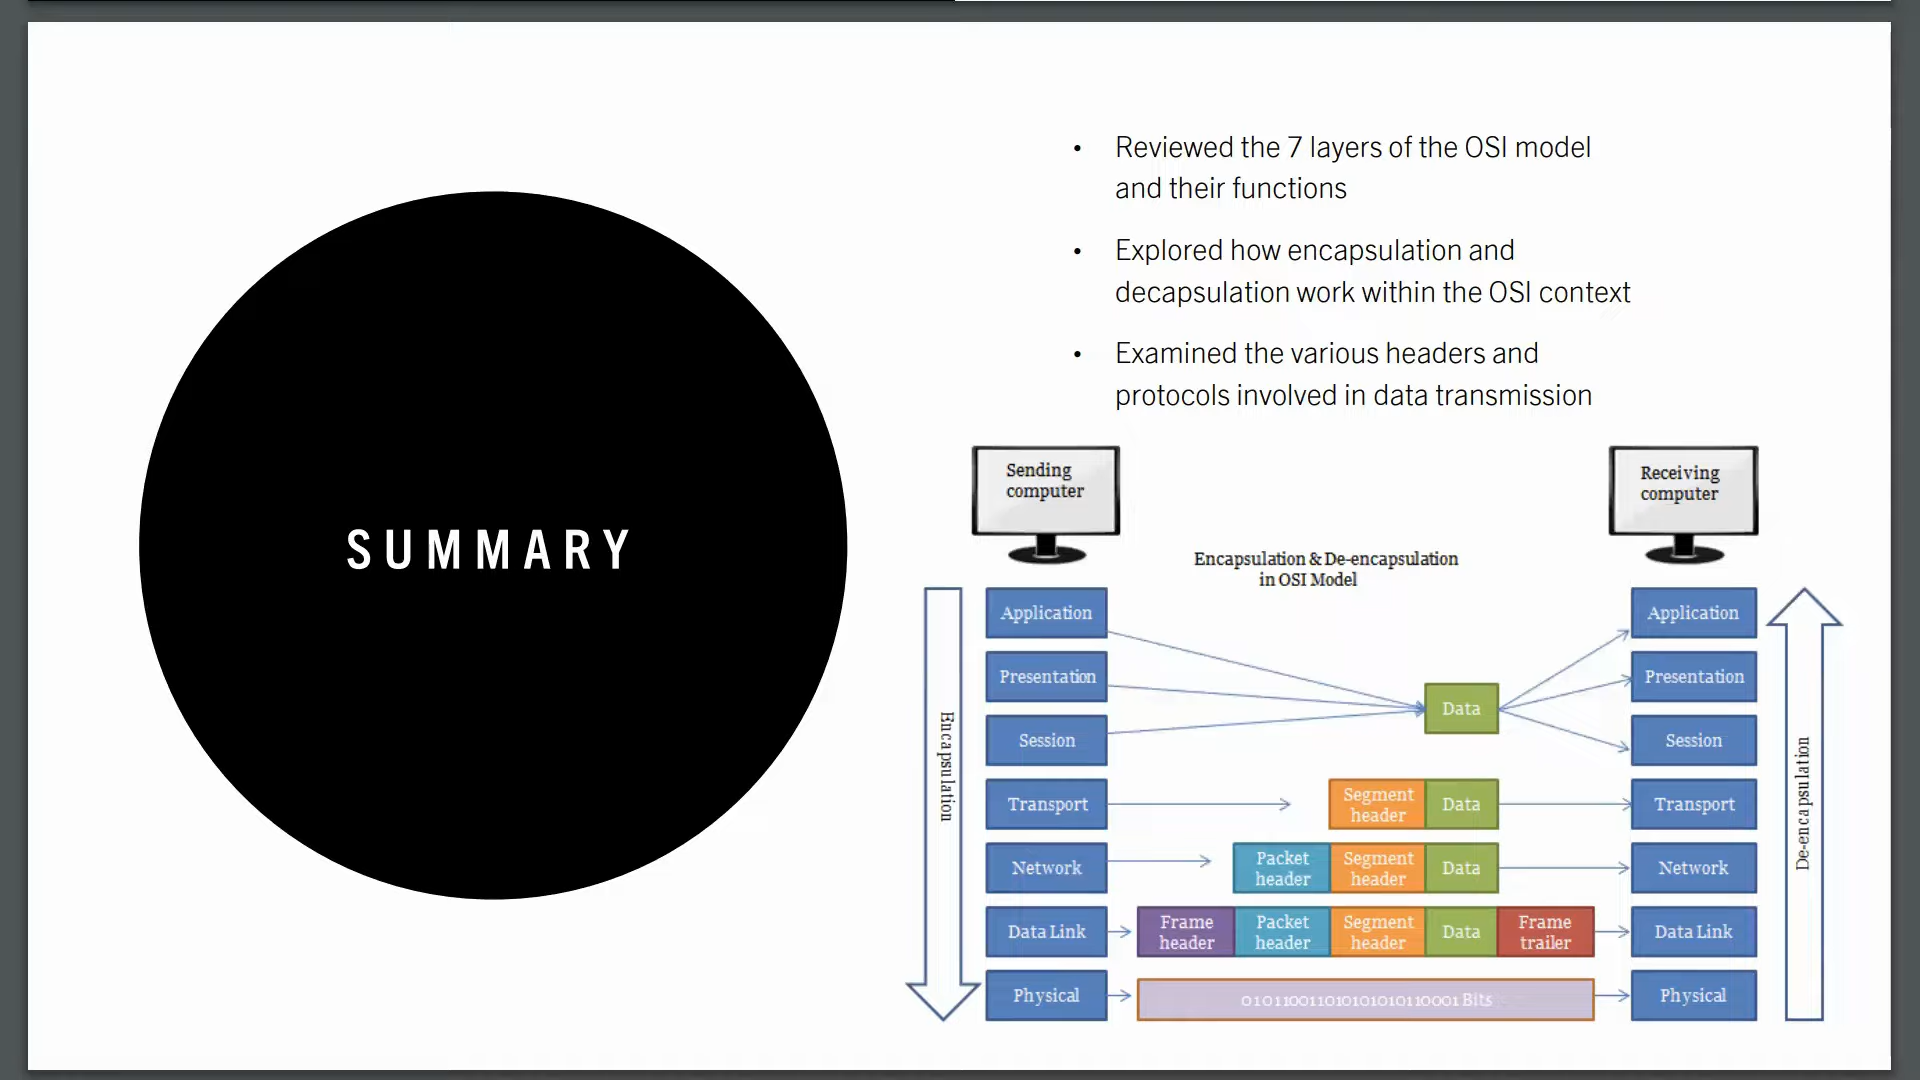 SUMMARY
• Reviewed the 7 layers of the OSI model
and their functions
• Explored how encapsulation and
decapsulation work within the OSI context
• Examined the various headers and
protocols involved in data transmission
Sending
computer
Receiving
computer
Encapsulation & De-encapsulation
in OSI Model
Encapsulation
De-encapsulation
Application
Application
Presentation
Data
Presentation
Session
Session
Transport
Segment
header
Data
Transport
Network
Packet
header
Segment
header
Data
Network
Data Link
Frame
header
Packet
header
Segment
header
Data
Frame
trailer
Data Link
Physical
0101100110101010110001 Bits
Physical